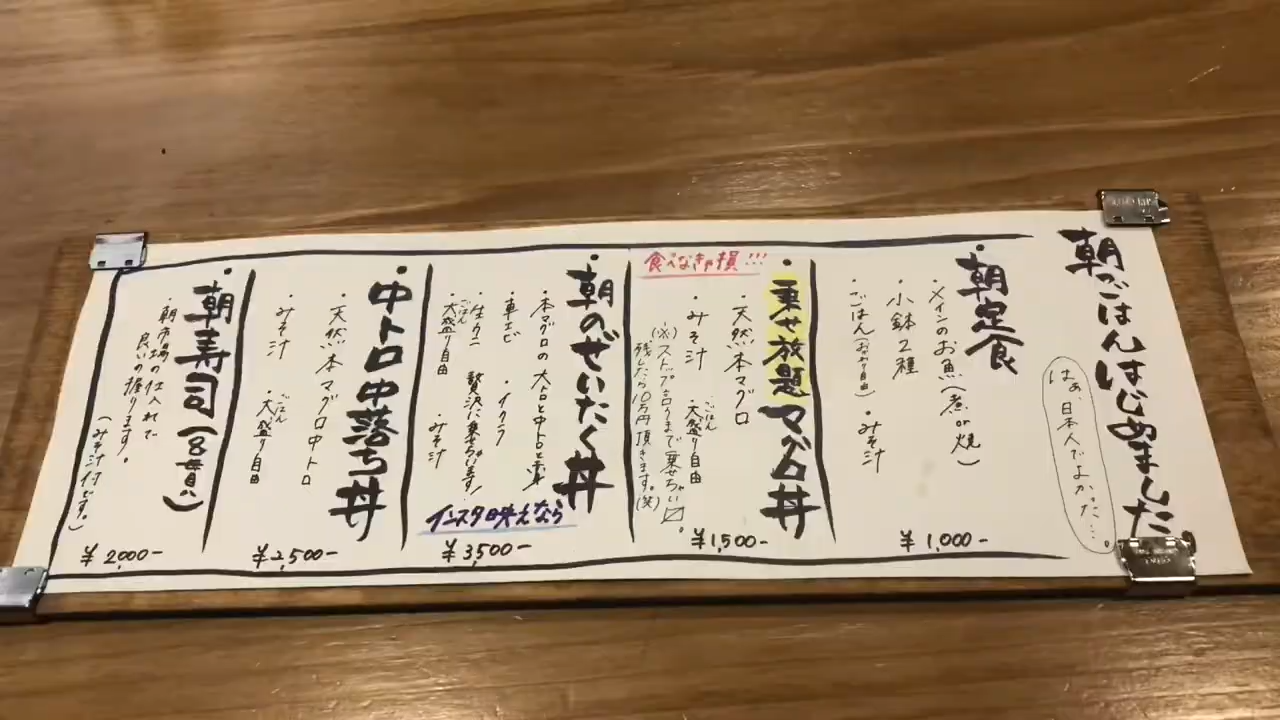 朝ごはんはじめました。
はぁ、日本人でよかった…。
・朝定食
・メインのお魚(煮or焼)
・小鉢2種
・ごはん(おかわり自由)・みそ汁
¥1,000-
食べなきゃ損!!!
・乗せ放題マグロ丼
・天然本マグロ
・みそ汁 ・ごはん大盛り自由
(※)ストップ言うまで乗せちゃい〼。
残したら10万円頂きます。(笑)
¥1,500-
・朝のぜいたく丼
・本マグロの大トロと中トロと赤
・車エビ ・イクラ
・生ウニ 贅沢に乗せちゃいます!
・ごはん大盛り自由 ・みそ汁
インスタ映えなら
¥3,500-
・中トロ中落ち丼
・天然本マグロ中トロ
・みそ汁 ・ごはん大盛り自由
¥2,500-
・朝寿司(8貫)
・朝市場の仕入れで
良いの握ります。
(みそ汁付です。)
¥2,000-